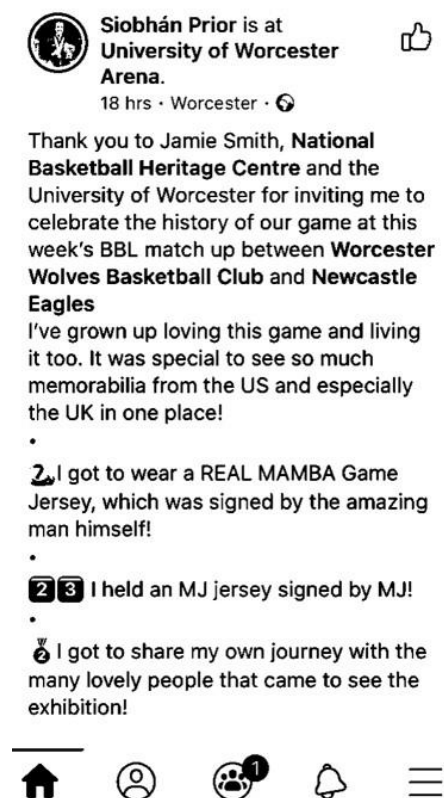 Siobhán Prior is at
University of Worcester
Arena.
18 hrs · Worcester ·
Thank you to Jamie Smith, National
Basketball Heritage Centre and the
University of Worcester for inviting me to
celebrate the history of our game at this
week's BBL match up between Worcester
Wolves Basketball Club and Newcastle
Eagles
I've grown up loving this game and living
it too. It was special to see so much
memorabilia from the US and especially
the UK in one place!
•
🐍I got to wear a REAL MAMBA Game
Jersey, which was signed by the amazing
man himself!
•
2️⃣3️⃣ I held an MJ jersey signed by MJ!
•
🥈I got to share my own journey with the
many lovely people that came to see the
exhibition!
1